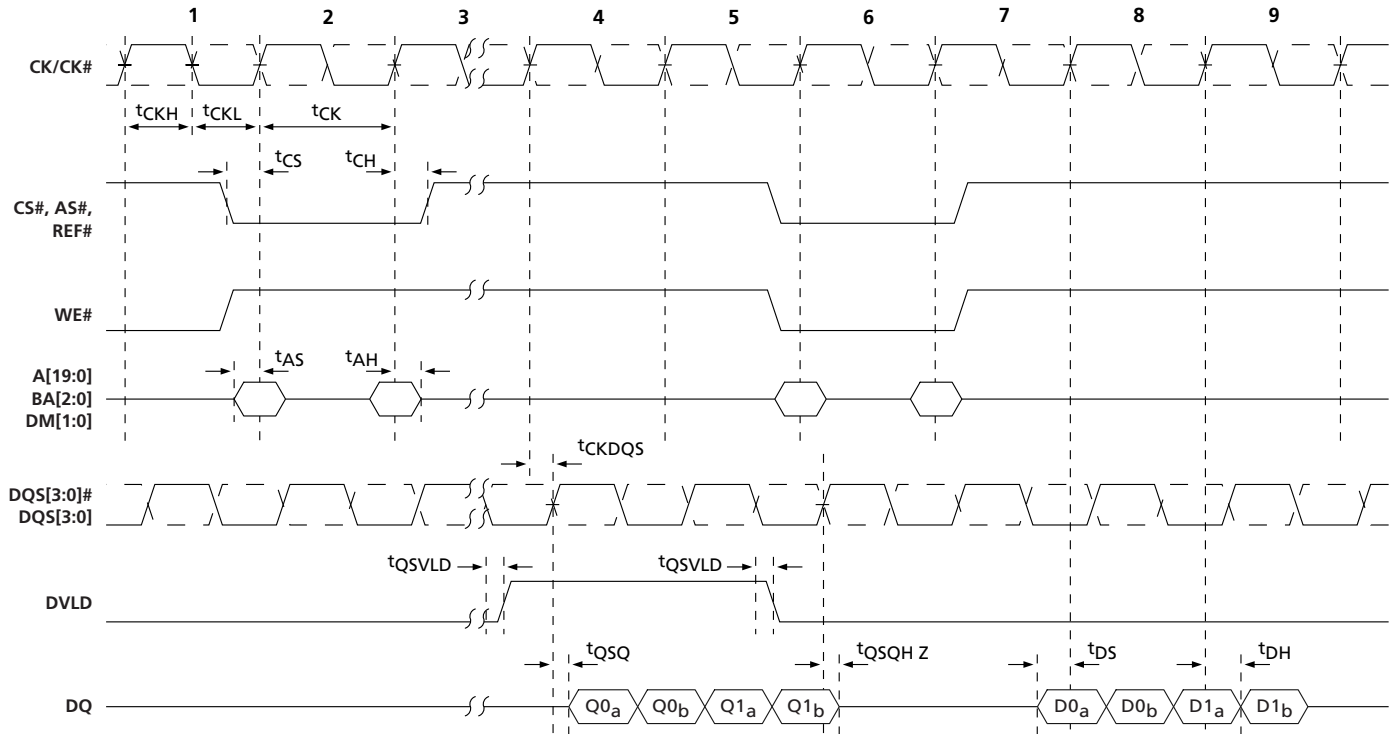 1 2 3 4 5 6 7 8 9
CK/CK#
tCKH tCKL tCK
tCS tCH
CS#, AS#,
REF#
WE#
tAS tAH
A[19:0]
BA[2:0]
DM[1:0]
tCKDQS
DQS[3:0]#
DQS[3:0]
tQSVLD tQSVLD
DVLD
tQSQ tQSQH Z tDS tDH
DQ Q0a Q0b Q1a Q1b D0a D0b D1a D1b